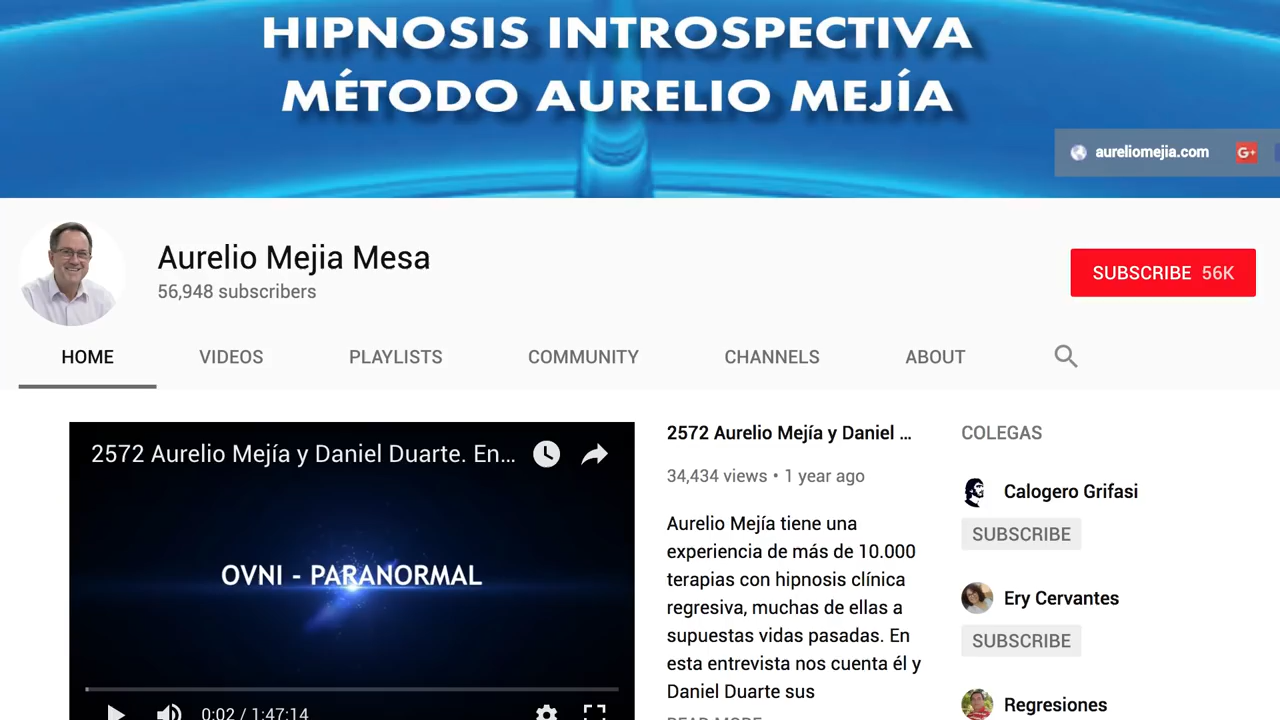 HIPNOSIS INTROSPECTIVA
MÉTODO AURELIO MEJÍA
aureliomejia.com
G+
Aurelio Mejia Mesa
56,948 subscribers
SUBSCRIBE 56K
HOME VIDEOS PLAYLISTS COMMUNITY CHANNELS ABOUT
2572 Aurelio Mejía y Daniel Duarte. En...
OVNI - PARANORMAL
0:02 / 1:47:14
2572 Aurelio Mejía y Daniel ...
34,434 views • 1 year ago
Aurelio Mejía tiene una
experiencia de más de 10.000
terapias con hipnosis clínica
regresiva, muchas de ellas a
supuestas vidas pasadas. En
esta entrevista nos cuenta él y
Daniel Duarte sus
READ MORE
COLEGAS
Calogero Grifasi
SUBSCRIBE
Ery Cervantes
SUBSCRIBE
Regresiones